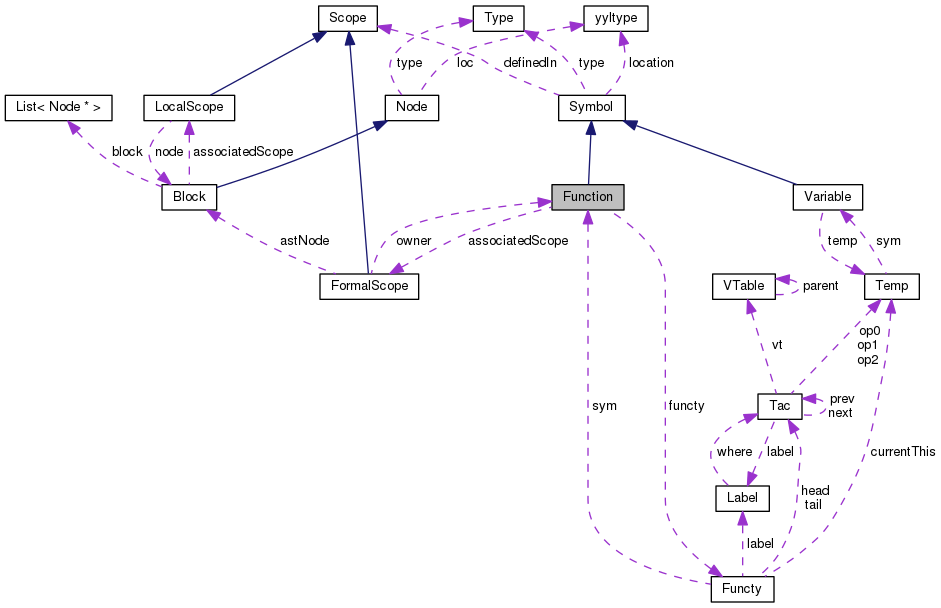 Scope
Type
yyltype
type
loc
definedIn
type
location
List< Node * >
LocalScope
Node
Symbol
block
node
associatedScope
Block
Function
Variable
astNode
owner
associatedScope
temp
sym
FormalScope
VTable
parent
Temp
vt
op0
op1
op2
sym
functy
Tac
prev
next
where
label
currentThis
Label
head
tail
label
Functy